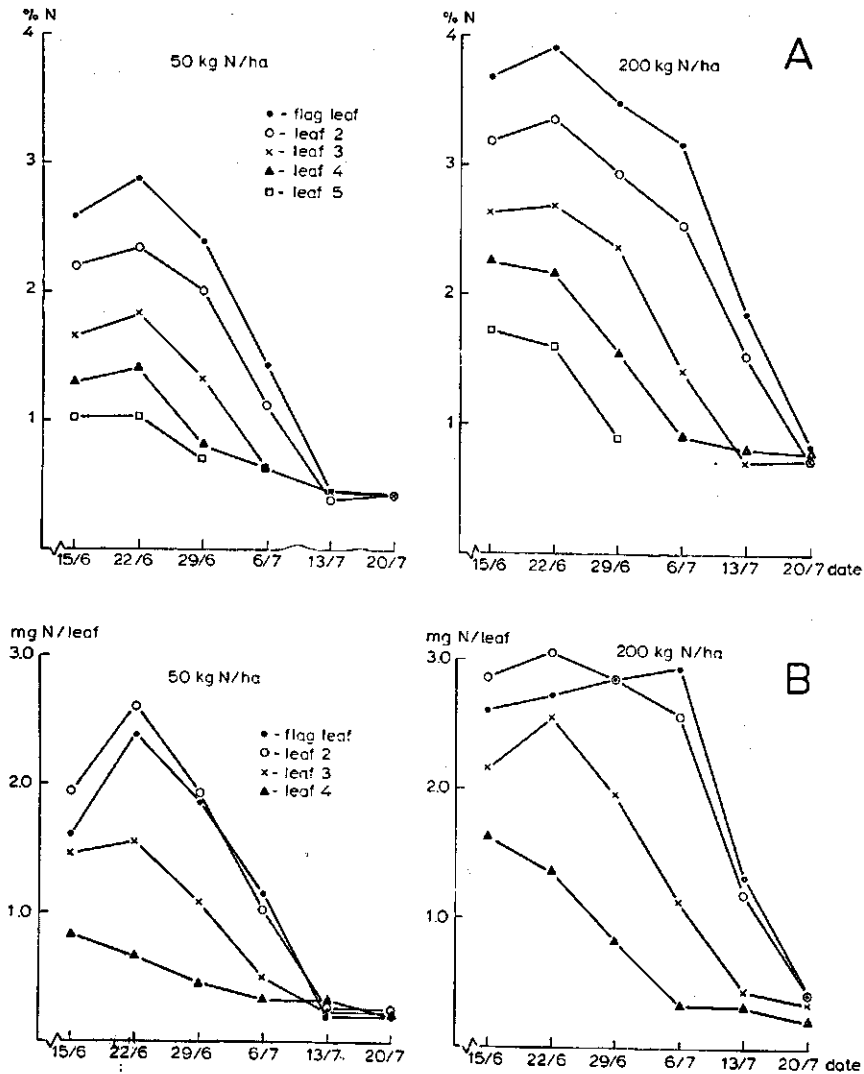 % N
4
3
2
1
50 kg N/ha
• - flag leaf
o - leaf 2
× - leaf 3
▲ - leaf 4
□ - leaf 5
15/6 22/6 29/6 6/7 13/7 20/7
% N
4
3
2
1
200 kg N/ha
A
15/6 22/6 29/6 6/7 13/7 20/7 date
mg N/leaf
3.0
2.0
1.0
50 kg N/ha
• - flag leaf
o - leaf 2
× - leaf 3
▲ - leaf 4
15/6 22/6 29/6 6/7 13/7 20/7
mg N/leaf
3.0
2.0
1.0
200 kg N/ha
B
15/6 22/6 29/6 6/7 13/7 20/7 date